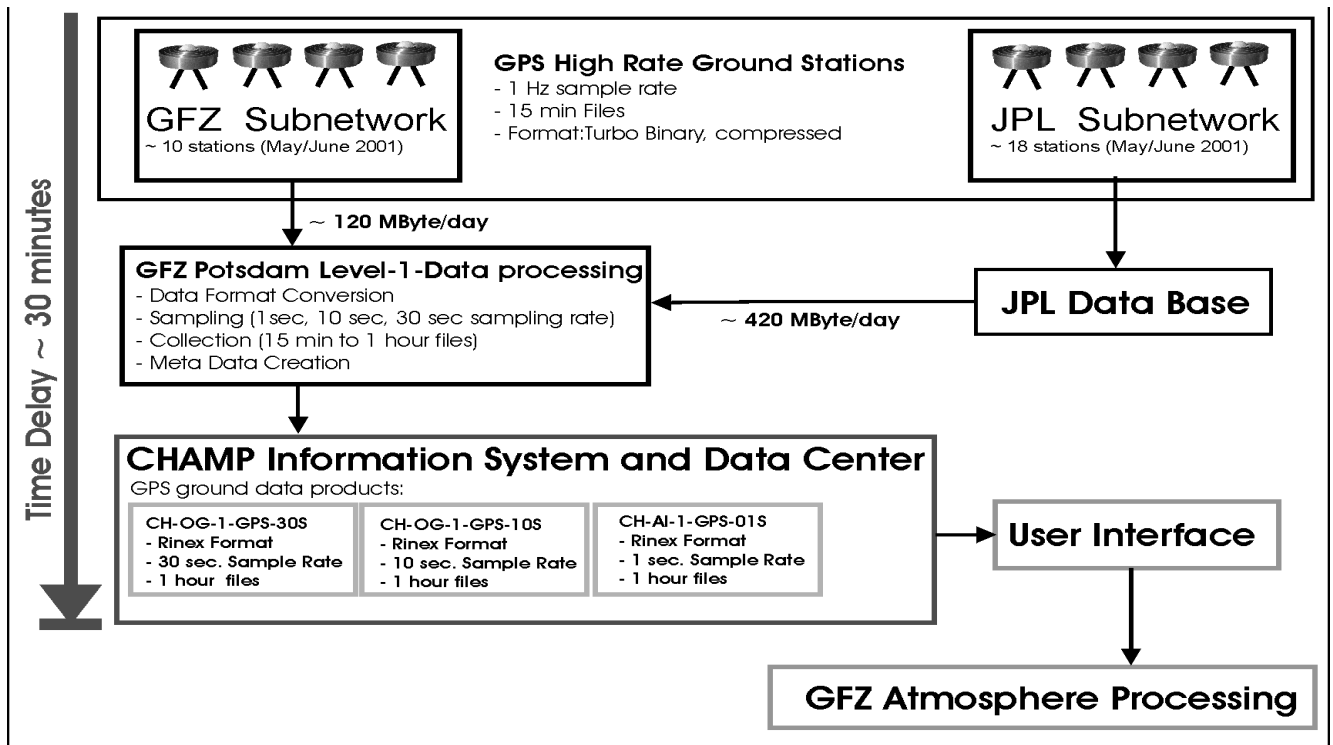 GFZ Subnetwork
~ 10 stations (May/June 2001)
GPS High Rate Ground Stations
- 1 Hz sample rate
- 15 min Files
- Format:Turbo Binary, compressed
JPL Subnetwork
~ 18 stations (May/June 2001)
~ 120 MByte/day
GFZ Potsdam Level-1-Data processing
- Data Format Conversion
- Sampling (1sec, 10 sec, 30 sec sampling rate)
- Collection (15 min to 1 hour files)
- Meta Data Creation
~ 420 MByte/day
JPL Data Base
Time Delay ~ 30 minutes
CHAMP Information System and Data Center
GPS ground data products:
CH-OG-1-GPS-30S
- Rinex Format
- 30 sec. Sample Rate
- 1 hour files
CH-OG-1-GPS-10S
- Rinex Format
- 10 sec. Sample Rate
- 1 hour files
CH-AI-1-GPS-01S
- Rinex Format
- 1 sec. Sample Rate
- 1 hour files
User Interface
GFZ Atmosphere Processing